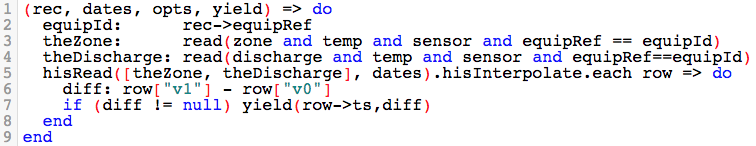 1 (rec, dates, opts, yield) => do
2   equipId:      rec->equipRef
3   theZone:      read(zone and temp and sensor and equipRef == equipId)
4   theDischarge: read(discharge and temp and sensor and equipRef==equipId)
5   hisRead([theZone, theDischarge], dates).hisInterpolate.each row => do
6     diff: row["v1"] - row["v0"]
7     if (diff != null) yield(row->ts,diff)
8   end
9 end